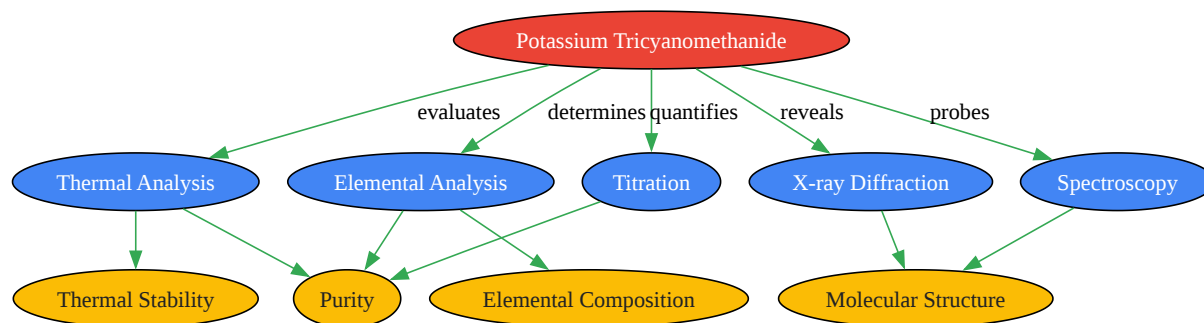 Potassium Tricyanomethanide
evaluates
determines
quantifies
reveals
probes
Thermal Analysis
Elemental Analysis
Titration
X-ray Diffraction
Spectroscopy
Thermal Stability
Purity
Elemental Composition
Molecular Structure